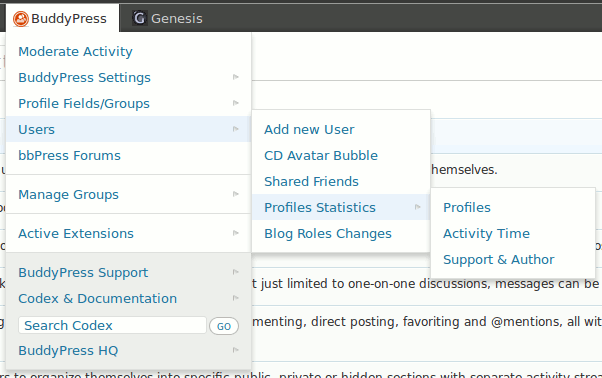 BuddyPress
Genesis
Moderate Activity
BuddyPress Settings
Profile Fields/Groups
Users
bbPress Forums
Manage Groups
Active Extensions
BuddyPress Support
Codex & Documentation
Search Codex
GO
BuddyPress HQ
Add new User
CD Avatar Bubble
Shared Friends
Profiles Statistics
Blog Roles Changes
Profiles
Activity Time
Support & Author
hemselves.
t just limited to one-on-one discussions, messages can be
menting, direct posting, favoriting and @mentions, all wit
rs to organize themselves into specific public, private or hidden sections with separate activity strea